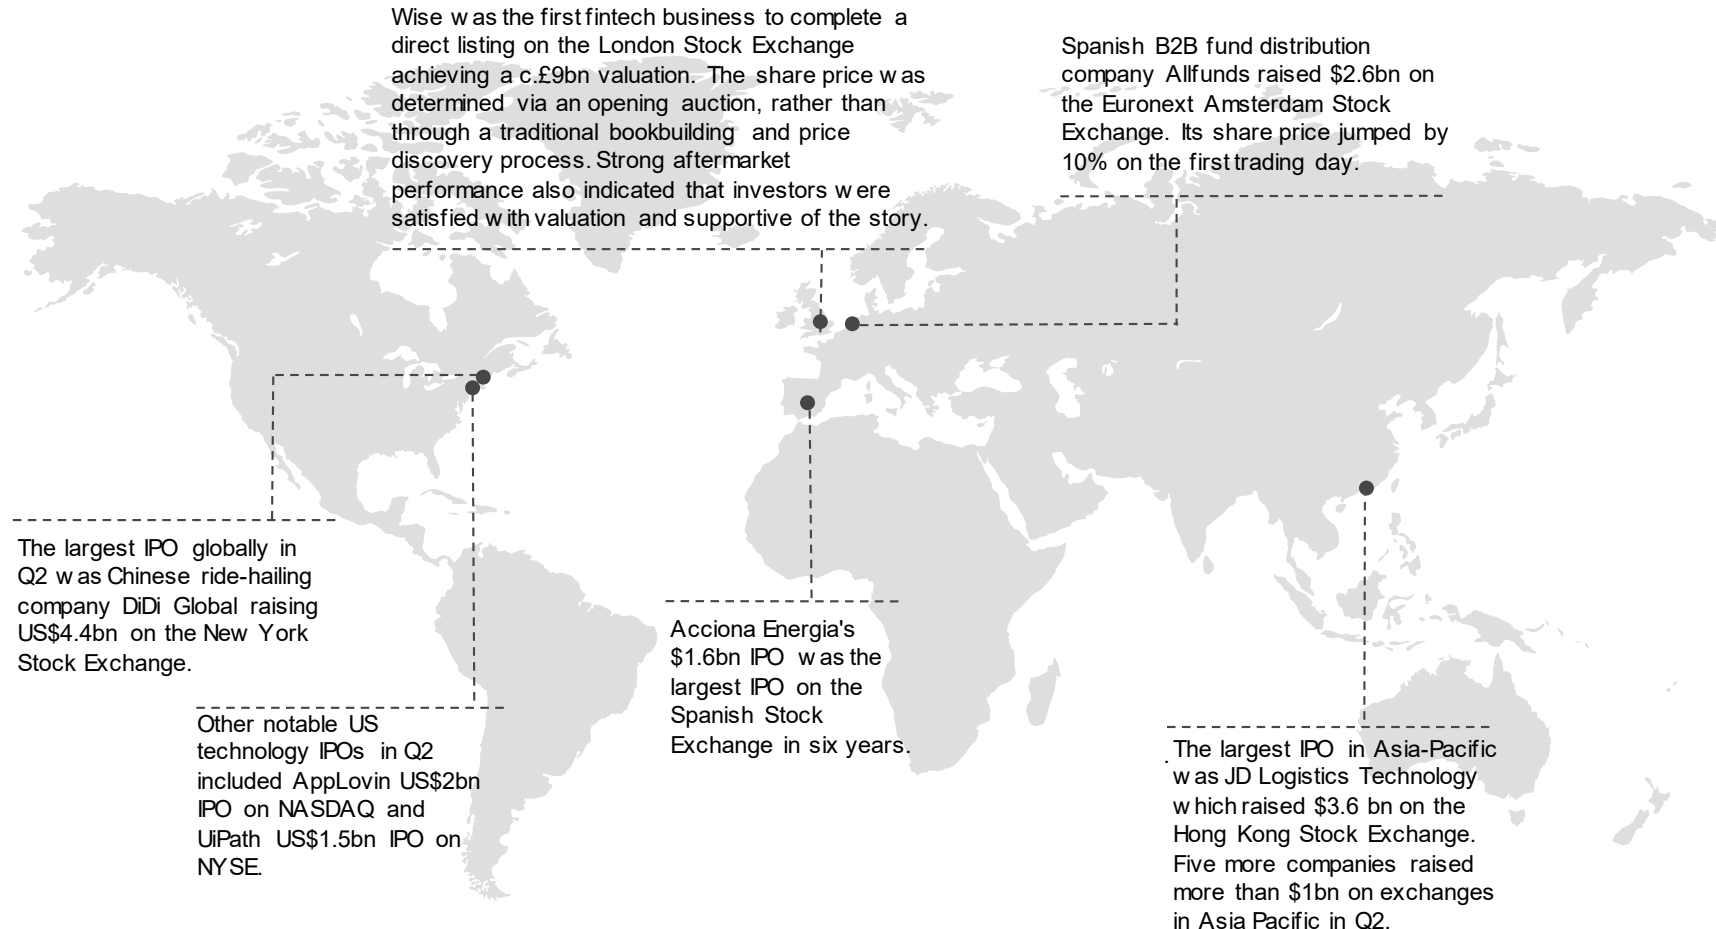 Wise was the first fintech business to complete a
direct listing on the London Stock Exchange
achieving a c.£9bn valuation. The share price was
determined via an opening auction, rather than
through a traditional bookbuilding and price
discovery process. Strong aftermarket
performance also indicated that investors were
satisfied with valuation and supportive of the story.
Spanish B2B fund distribution
company Allfunds raised $2.6bn on
the Euronext Amsterdam Stock
Exchange. Its share price jumped by
10% on the first trading day.
The largest IPO globally in
Q2 was Chinese ride-hailing
company DiDi Global raising
US$4.4bn on the New York
Stock Exchange.
Other notable US
technology IPOs in Q2
included AppLovin US$2bn
IPO on NASDAQ and
UiPath US$1.5bn IPO on
NYSE.
Acciona Energia's
$1.6bn IPO was the
largest IPO on the
Spanish Stock
Exchange in six years.
The largest IPO in Asia-Pacific
was JD Logistics Technology
which raised $3.6 bn on the
Hong Kong Stock Exchange.
Five more companies raised
more than $1bn on exchanges
in Asia Pacific in Q2.